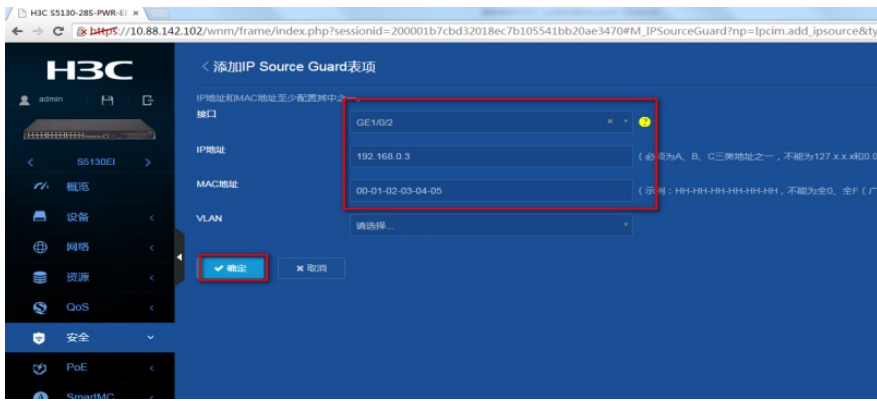 H3C S5130-28S-PWR-EI
https://10.88.142.102/wnm/frame/index.php?sessionid=200001b7cbd32018ec7b105541bb20ae3470#M_IPSourceGuard?np=Ipcim.add_ipsource&ty
H3C
admin
S5130EI
概览
设备
网络
资源
QoS
安全
PoE
SmartMC
添加IP Source Guard表项
IP地址和MAC地址至少配置其中之一。
接口
GE1/0/2
IP地址
192.168.0.3
(必须为A、B、C三类地址之一，不能为127.x.x.x和0.0
MAC地址
00-01-02-03-04-05
(示例：HH-HH-HH-HH-HH-HH，不能为全0、全F（广
VLAN
请选择...
确定
取消